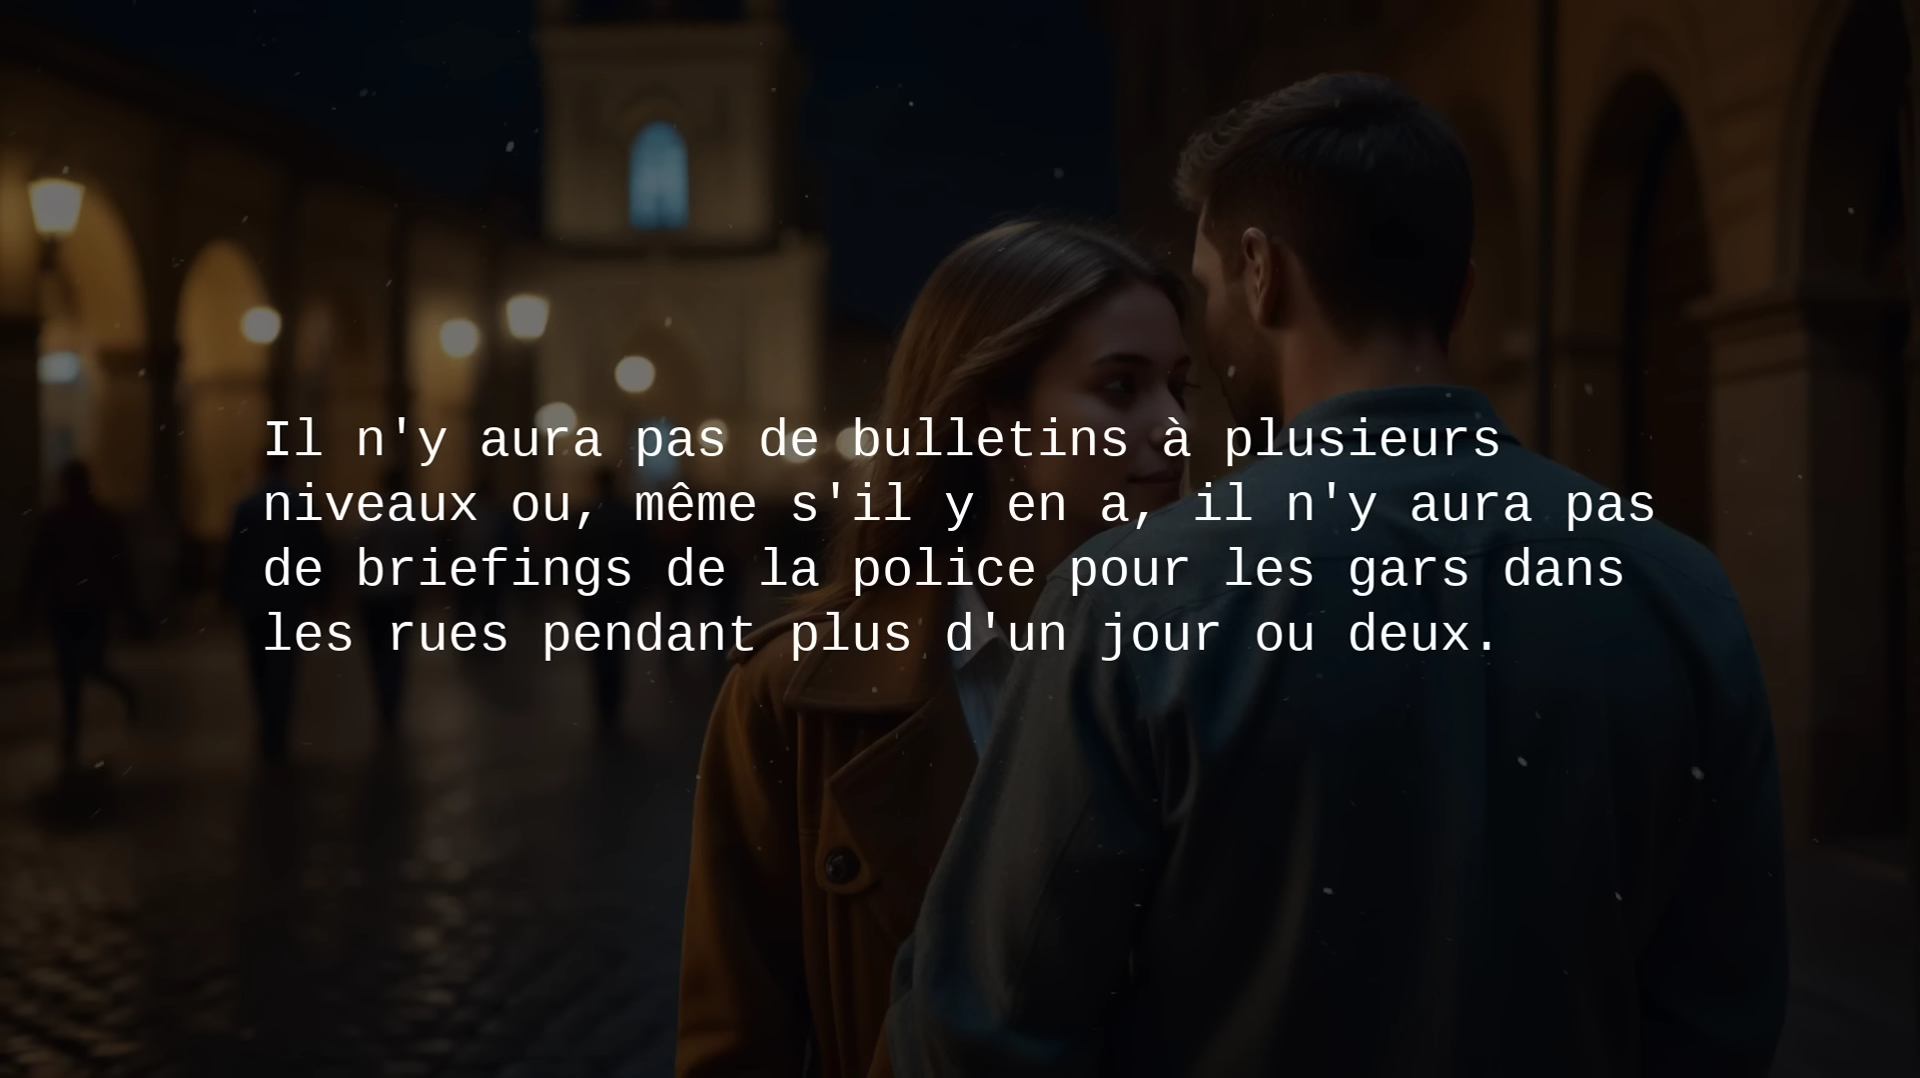 Il n'y aura pas de bulletins à plusieurs
niveaux ou, même s'il y en a, il n'y aura pas
de briefings de la police pour les gars dans
les rues pendant plus d'un jour ou deux.